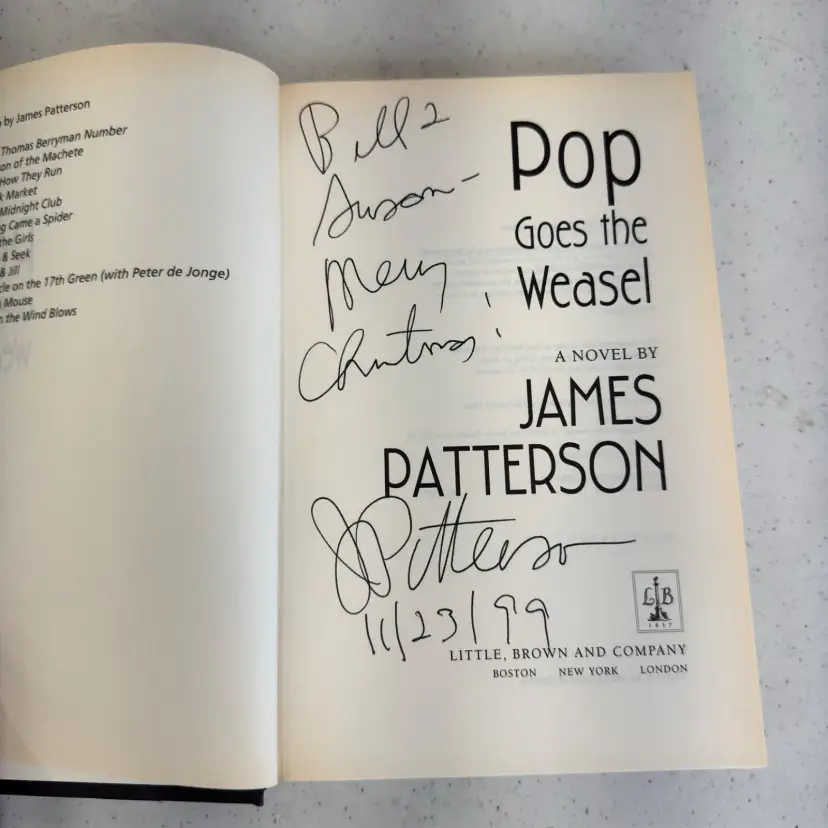 by James Patterson
Thomas Berryman Number
on of the Machete
How They Run
k Market
Midnight Club
g Came a Spider
the Girls
& Seek
& Jill
cle on the 17th Green (with Peter de Jonge)
Mouse
n the Wind Blows
Bill &
Susan –
Merry
Christmas!
Pop
Goes the
Weasel
A NOVEL BY
JAMES
PATTERSON
J Patterson
11/23/99
L B
1837
LITTLE, BROWN AND COMPANY
BOSTON NEW YORK LONDON